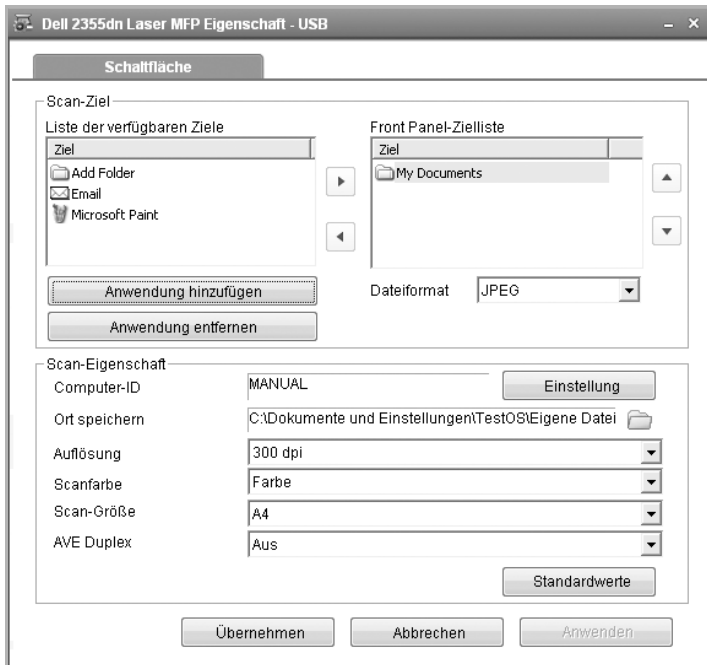 Dell 2355dn Laser MFP Eigenschaft - USB
Schaltfläche
Scan-Ziel
Liste der verfügbaren Ziele
Ziel
Add Folder
Email
Microsoft Paint
Anwendung hinzufügen
Anwendung entfernen
Front Panel-Zielliste
Ziel
My Documents
Dateiformat JPEG
Scan-Eigenschaft
Computer-ID MANUAL Einstellung
Ort speichern C:\Dokumente und Einstellungen\TestOS\Eigene Datei
Auflösung 300 dpi
Scanfarbe Farbe
Scan-Größe A4
AVE Duplex Aus
Standardwerte
Übernehmen Abbrechen Anwenden